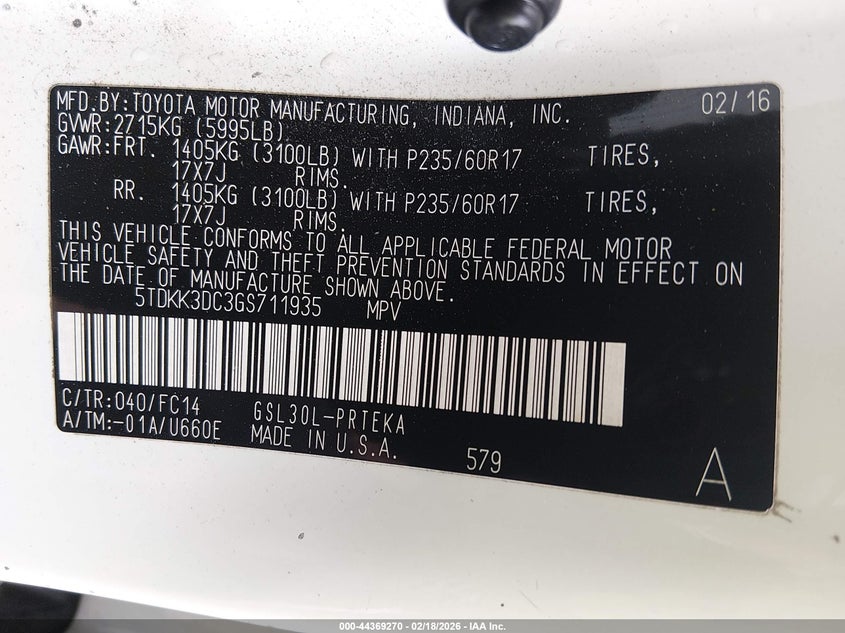 MFD.BY:TOYOTA MOTOR MANUFACTURING, INDIANA, INC. 02/16
GVWR:2715KG (5995LB)
GAWR:FRT. 1405KG (3100LB) WITH P235/60R17 TIRES,
17X7J RIMS.
RR. 1405KG (3100LB) WITH P235/60R17 TIRES,
17X7J RIMS.
THIS VEHICLE CONFORMS TO ALL APPLICABLE FEDERAL MOTOR
VEHICLE SAFETY AND THEFT PREVENTION STANDARDS IN EFFECT ON
THE DATE OF MANUFACTURE SHOWN ABOVE.
5TDKK3DC3GS711935 MPV
C/TR:040/FC14 GSL30L-PRTEKA
A/TM:-01A/U660E MADE IN U.S.A. 579 A
000-44369270 - 02/18/2026 - IAA Inc.